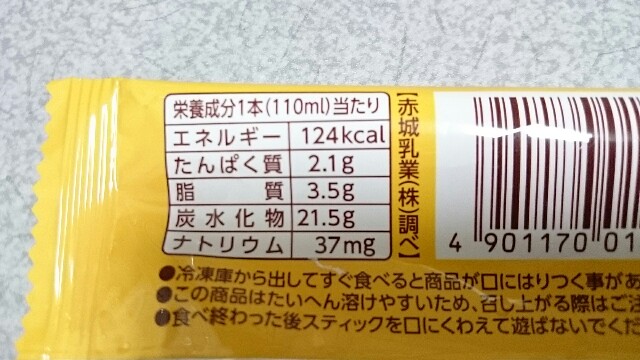 栄養成分1本(110ml)当たり
エネルギー 124kcal
たんぱく質 2.1g
脂質 3.5g
炭水化物 21.5g
ナトリウム 37mg
【赤城乳業(株)調べ】
4 901170 01
●冷凍庫から出してすぐ食べると商品が口にはりつく事があ
●この商品はたいへん溶けやすいため、召し上がる際はご注
●食べ終わった後スティックを口にくわえて遊ばないでくだ